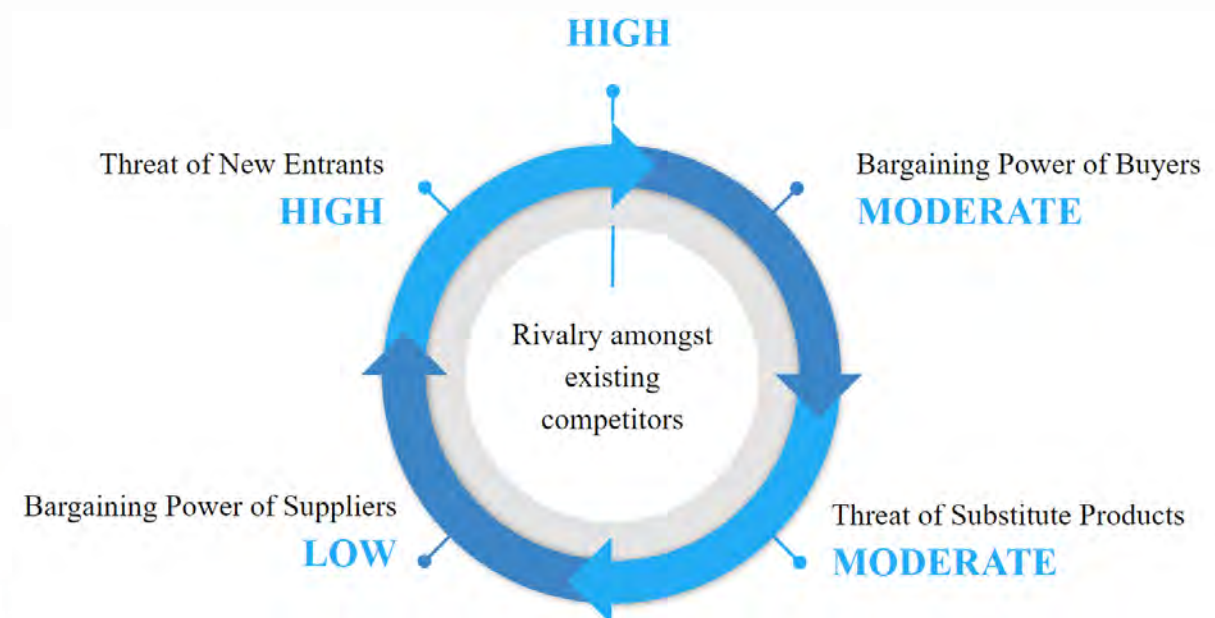 HIGH
Threat of New Entrants
HIGH
Bargaining Power of Buyers
MODERATE
Rivalry amongst
existing
competitors
Bargaining Power of Suppliers
LOW
Threat of Substitute Products
MODERATE